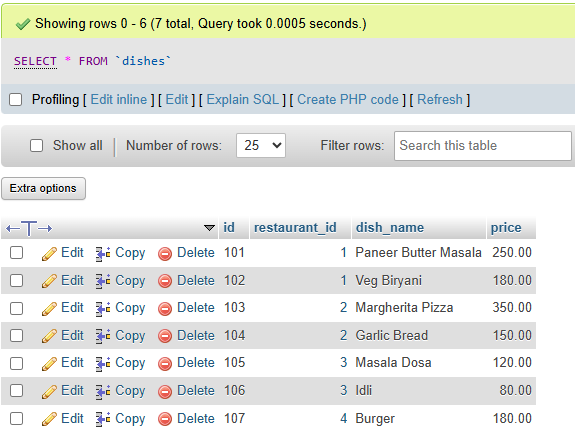 Showing rows 0 - 6 (7 total, Query took 0.0005 seconds.)
SELECT * FROM `dishes`
Profiling [ Edit inline ] [ Edit ] [ Explain SQL ] [ Create PHP code ] [ Refresh ]
Show all Number of rows: 25 Filter rows: Search this table
Extra options
id restaurant_id dish_name price
Edit Copy Delete 101 1 Paneer Butter Masala 250.00
Edit Copy Delete 102 1 Veg Biryani 180.00
Edit Copy Delete 103 2 Margherita Pizza 350.00
Edit Copy Delete 104 2 Garlic Bread 150.00
Edit Copy Delete 105 3 Masala Dosa 120.00
Edit Copy Delete 106 3 Idli 80.00
Edit Copy Delete 107 4 Burger 180.00